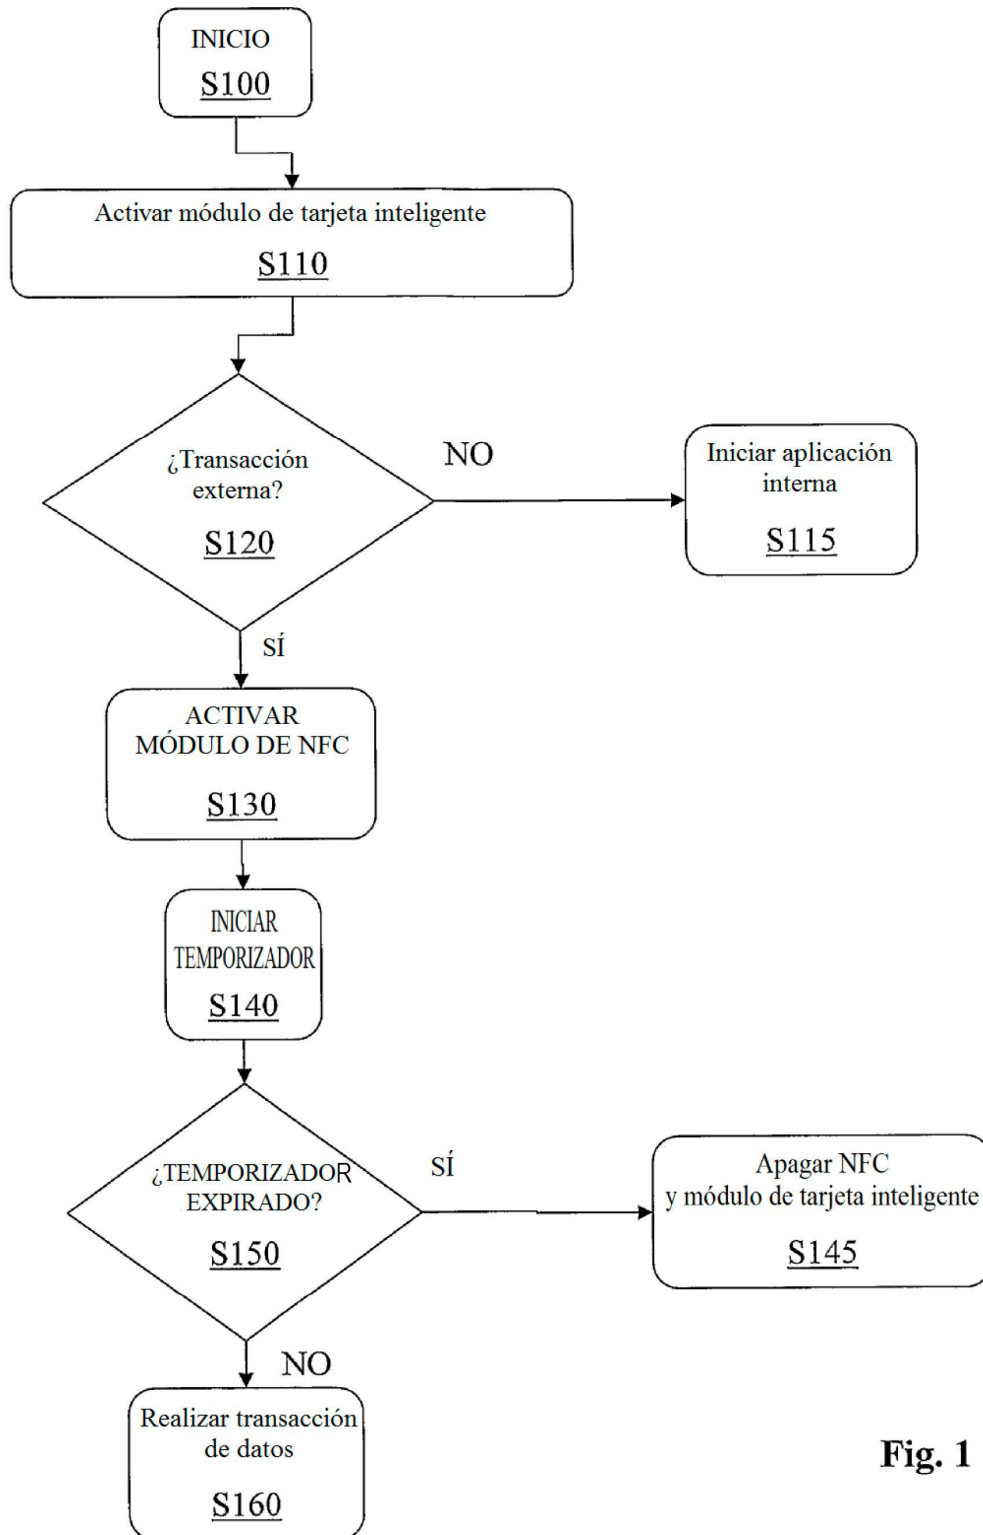 INICIO
S100
Activar módulo de tarjeta inteligente
S110
¿Transacción
externa?
S120
NO
Iniciar aplicación
interna
S115
SÍ
ACTIVAR
MÓDULO DE NFC
S130
INICIAR
TEMPORIZADOR
S140
¿TEMPORIZADOR
EXPIRADO?
S150
SÍ
Apagar NFC
y módulo de tarjeta inteligente
S145
NO
Realizar transacción
de datos
S160
Fig. 1